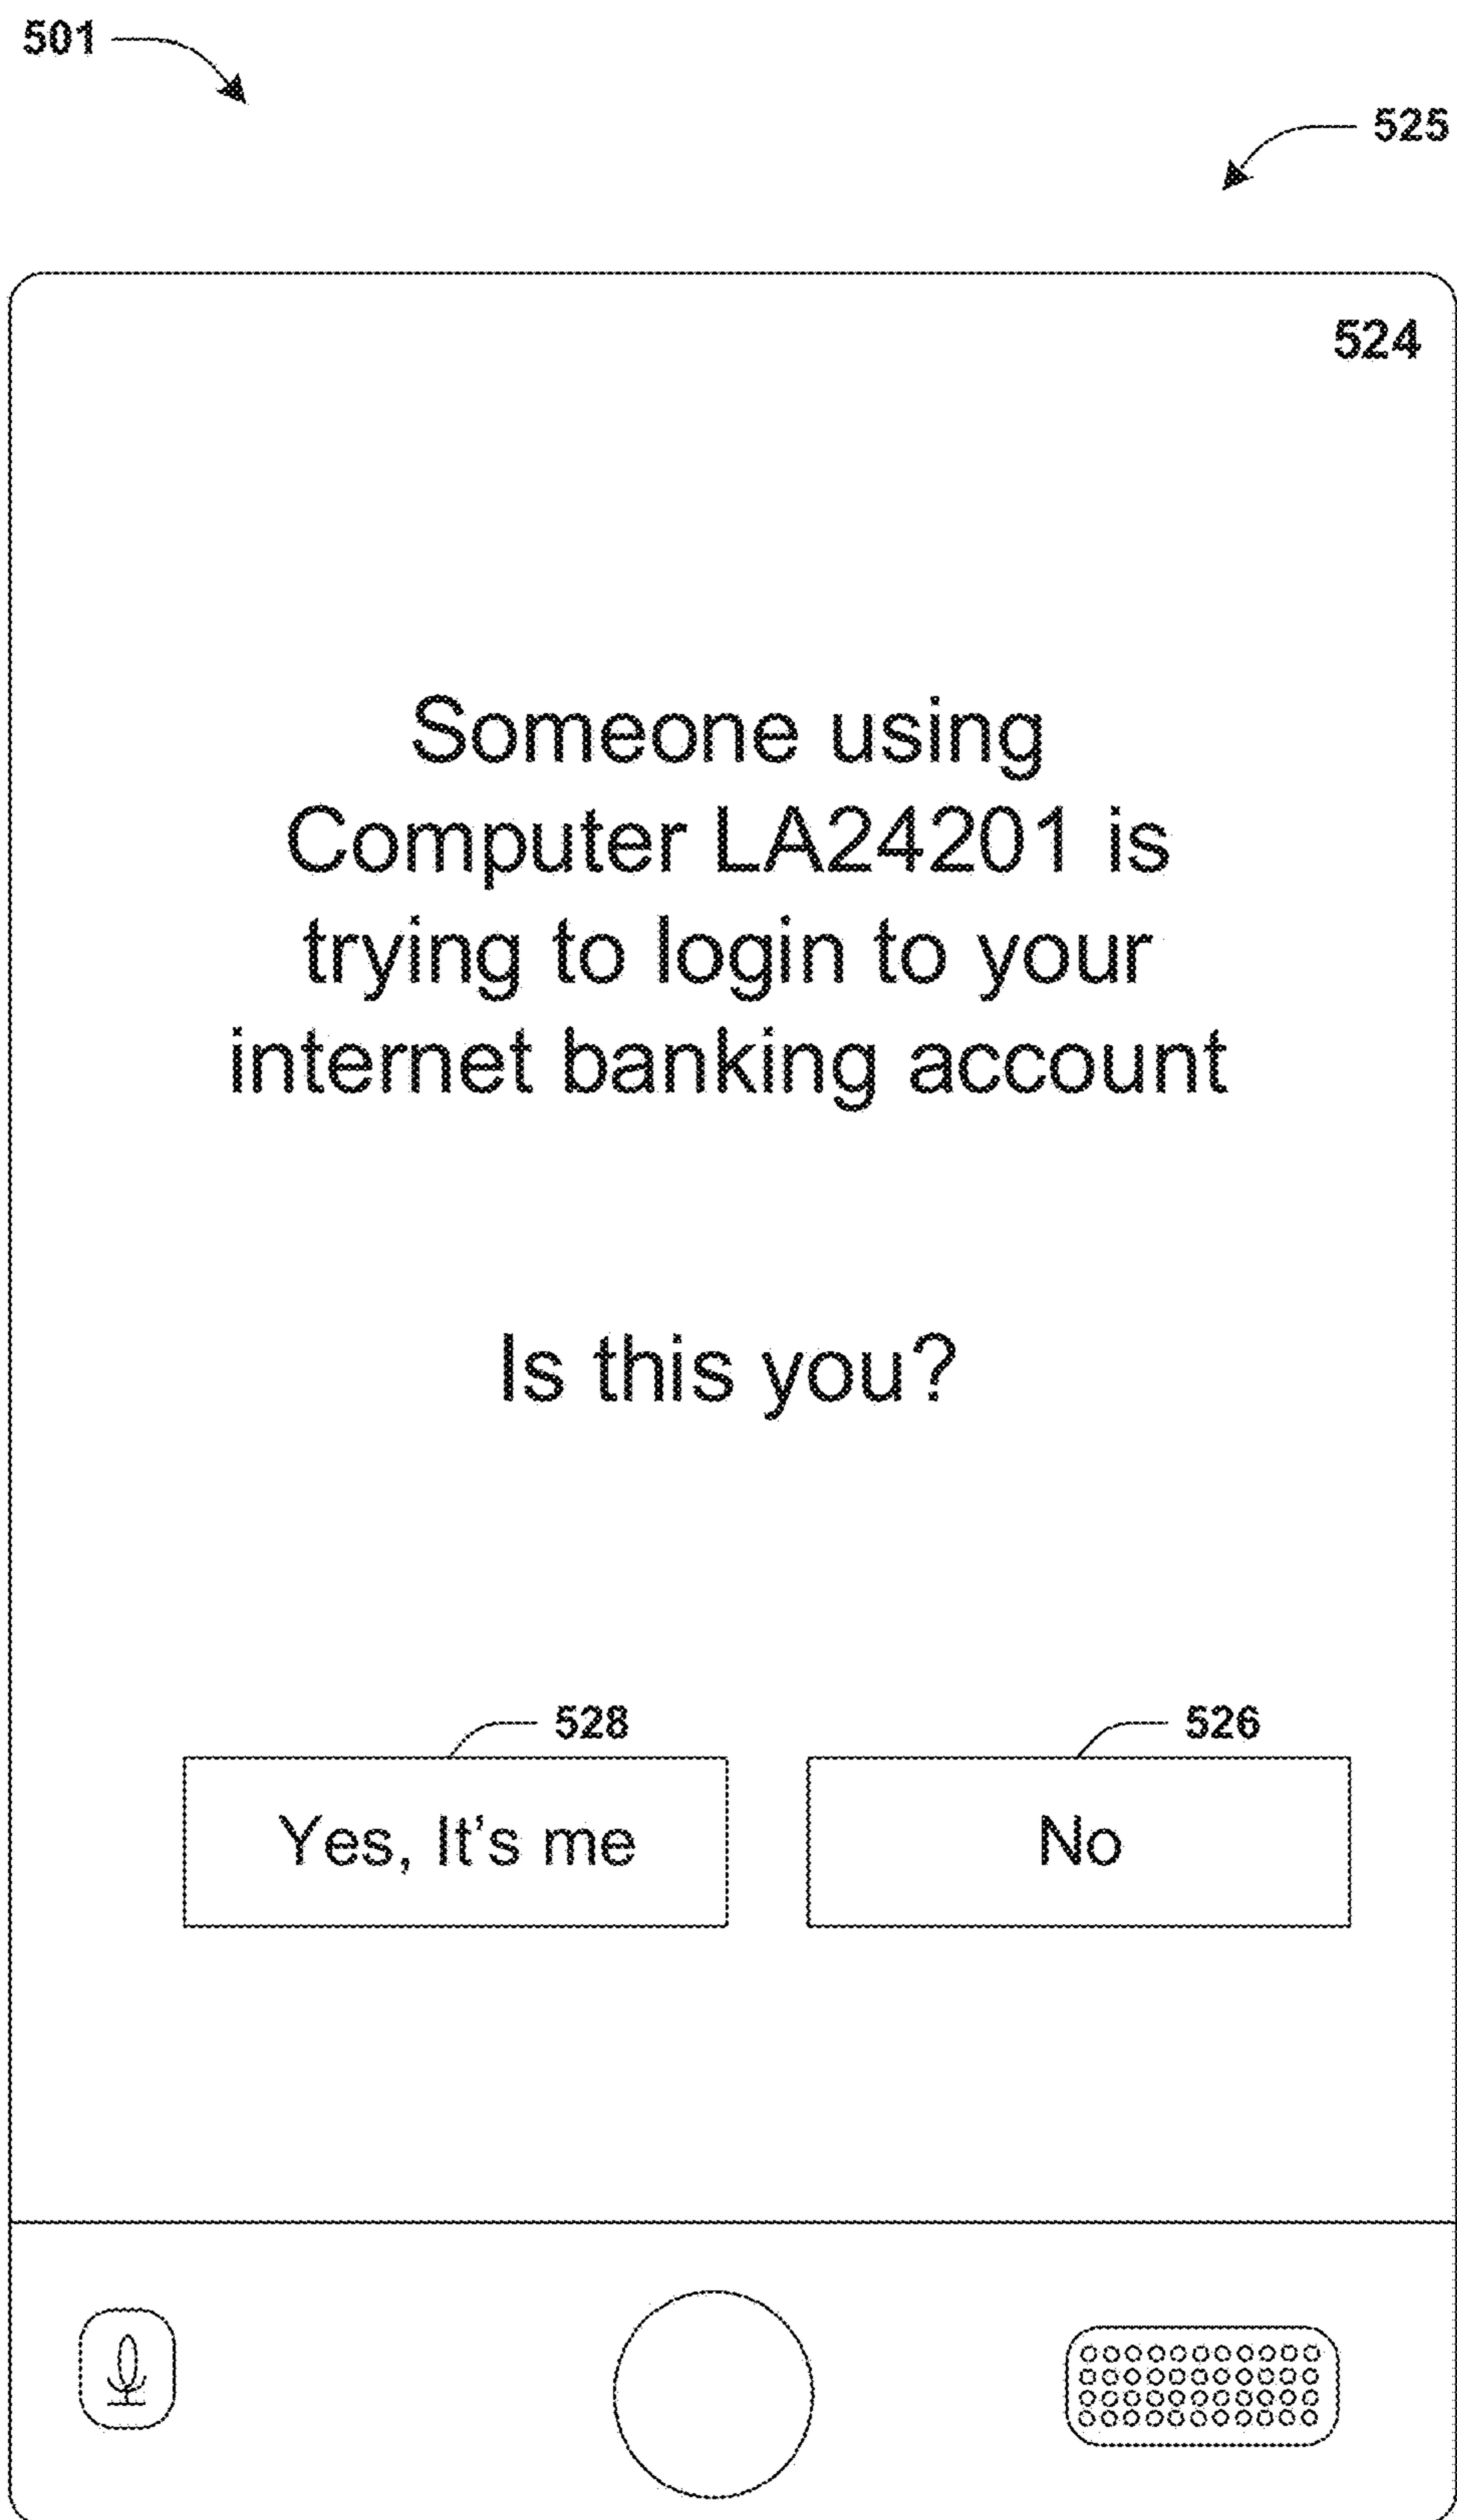 501
525
524
Someone using
Computer LA24201 is
trying to login to your
internet banking account
Is this you?
528
526
Yes, It's me
No